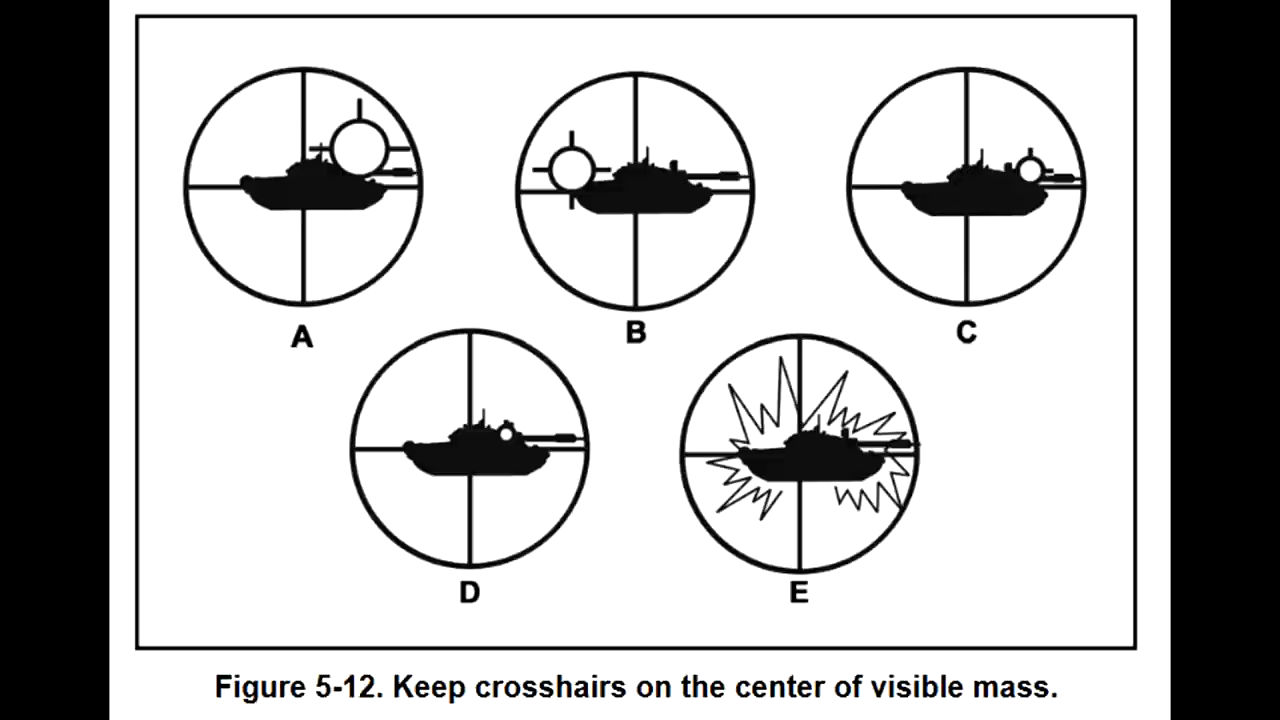 A
B
C
D
E
Figure 5-12. Keep crosshairs on the center of visible mass.